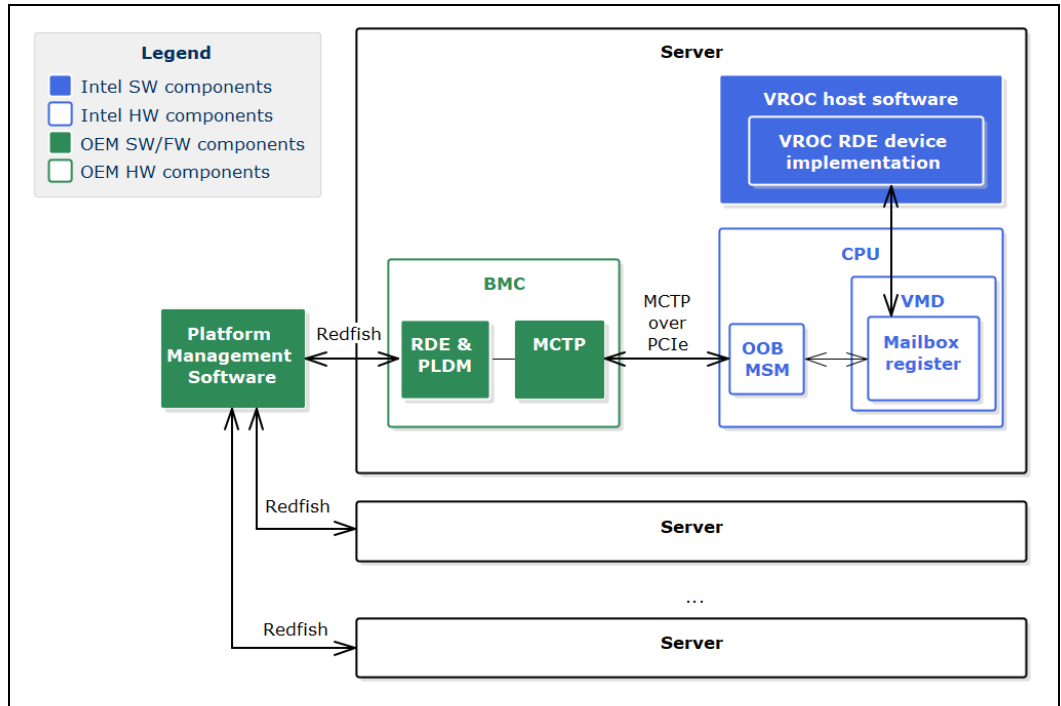 Legend
Intel SW components
Intel HW components
OEM SW/FW components
OEM HW components
Server
VROC host software
VROC RDE device
implementation
CPU
VMD
Mailbox
register
OOB
MSM
MCTP
over
PCIe
BMC
RDE &
PLDM
MCTP
Redfish
Platform
Management
Software
Redfish
Server
...
Redfish
Server